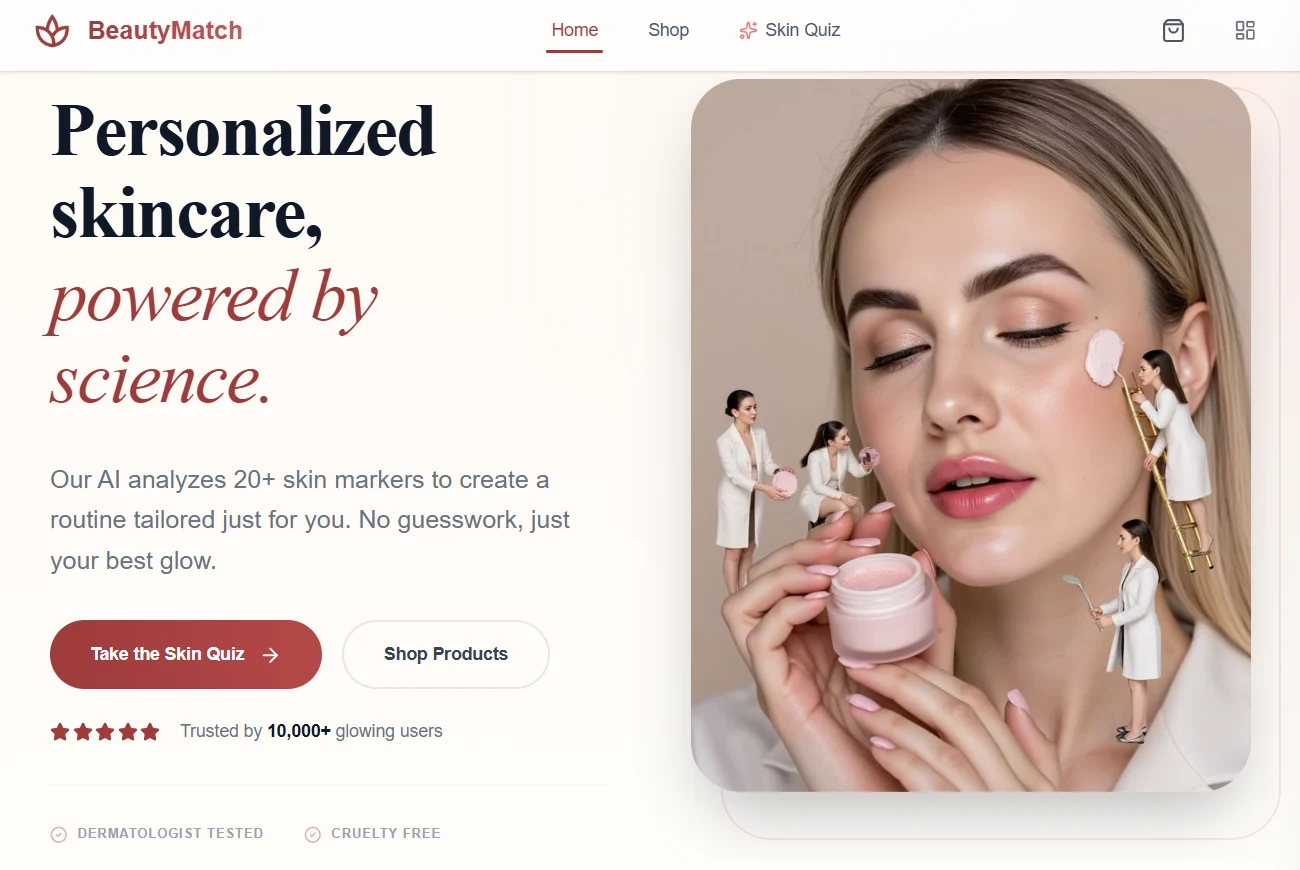 BeautyMatch
Home
Shop
Skin Quiz
Personalized
skincare,
powered by
science.
Our AI analyzes 20+ skin markers to create a
routine tailored just for you. No guesswork, just
your best glow.
Take the Skin Quiz
Shop Products
Trusted by 10,000+ glowing users
DERMATOLOGIST TESTED
CRUELTY FREE